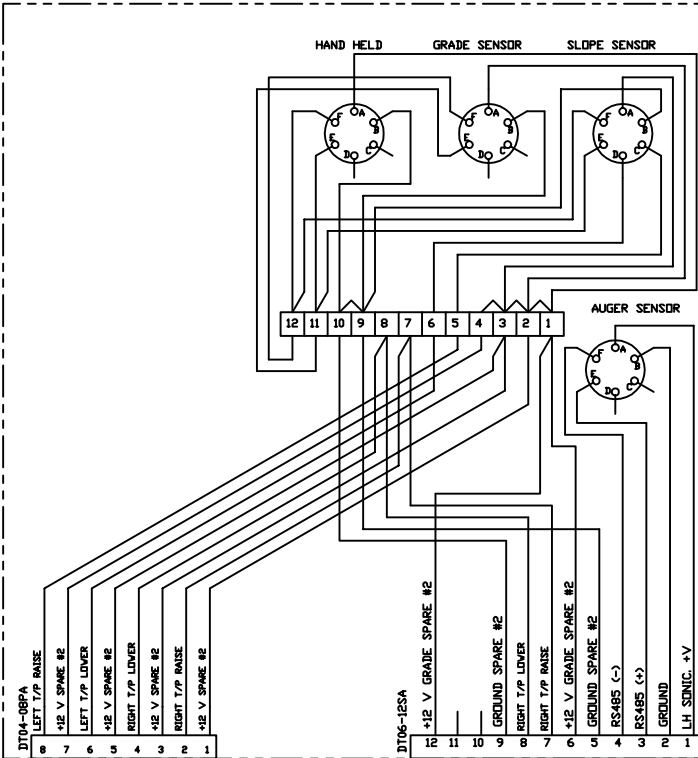 HAND HELD GRADE SENSOR SLOPE SENSOR
A B C D E F
A B C D E F
A B C D E F
12 11 10 9 8 7 6 5 4 3 2 1
AUGER SENSOR
A B C D E F
DT04-08PA
LEFT T/P RAISE
+12 V SPARE #2
LEFT T/P LOWER
+12 V SPARE #2
RIGHT T/P LOWER
+12 V SPARE #2
RIGHT T/P RAISE
+12 V SPARE #2
8 7 6 5 4 3 2 1
DT06-12SA
+12 V GRADE SPARE #2
GROUND SPARE #2
RIGHT T/P LOWER
RIGHT T/P RAISE
+12 V GRADE SPARE #2
GROUND SPARE #2
RS485 (-)
RS485 (+)
GROUND
LH SONIC. +V
12 11 10 9 8 7 6 5 4 3 2 1